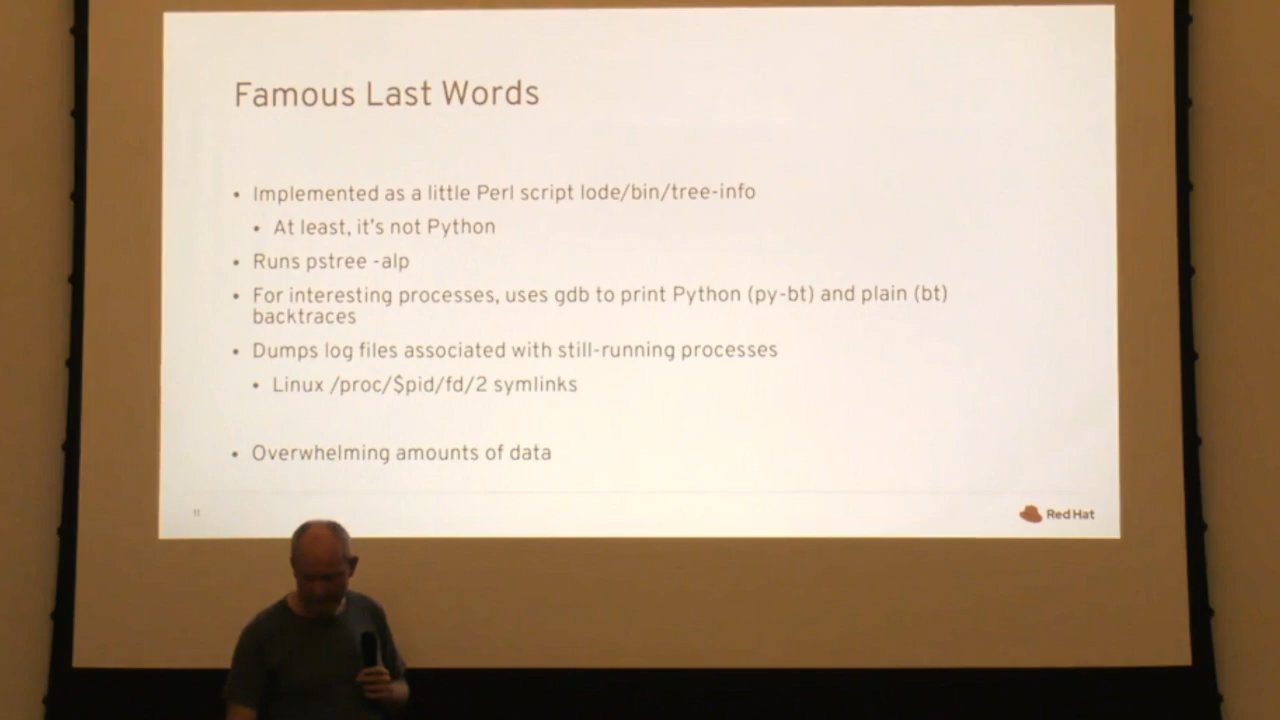 Famous Last Words
• Implemented as a little Perl script lode/bin/tree-info
• At least, it's not Python
• Runs pstree -alp
• For interesting processes, uses gdb to print Python (py-bt) and plain (bt)
backtraces
• Dumps log files associated with still-running processes
• Linux /proc/$pid/fd/2 symlinks
• Overwhelming amounts of data
11
Red Hat